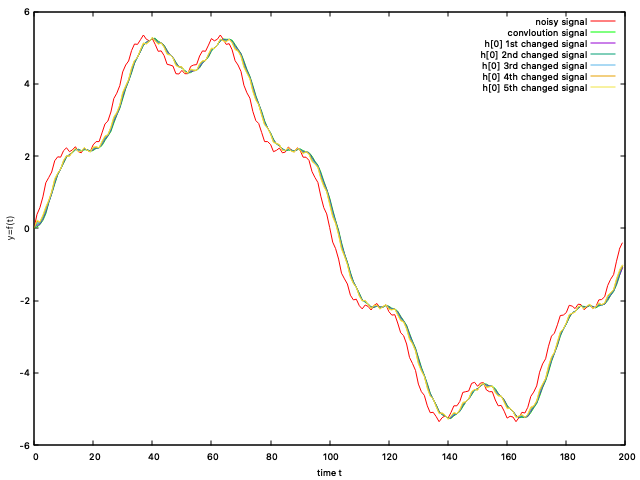 noisy signal
convloution signal
h[0] 1st changed signal
h[0] 2nd changed signal
h[0] 3rd changed signal
h[0] 4th changed signal
h[0] 5th changed signal
6
4
2
0
-2
-4
-6
y=f(t)
0 20 40 60 80 100 120 140 160 180 200
time t